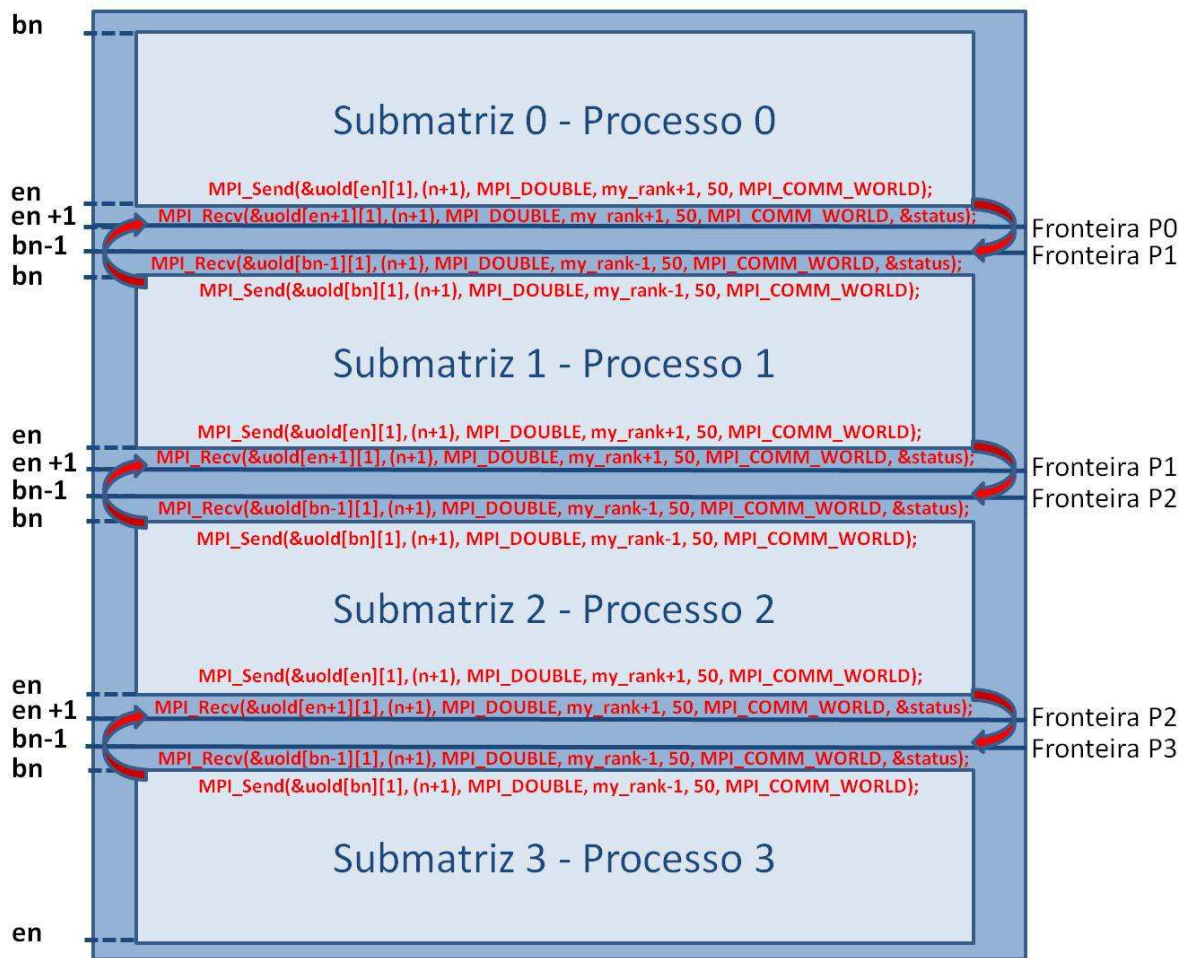 bn
Submatriz 0 - Processo 0
MPI_Send(&uold[en][1], (n+1), MPI_DOUBLE, my_rank+1, 50, MPI_COMM_WORLD);
en
MPI_Recv(&uold[en+1][1], (n+1), MPI_DOUBLE, my_rank+1, 50, MPI_COMM_WORLD, &status);
en +1
Fronteira P0
bn-1
Fronteira P1
MPI_Recv(&uold[bn-1][1], (n+1), MPI_DOUBLE, my_rank-1, 50, MPI_COMM_WORLD, &status);
bn
MPI_Send(&uold[bn][1], (n+1), MPI_DOUBLE, my_rank-1, 50, MPI_COMM_WORLD);
Submatriz 1 - Processo 1
MPI_Send(&uold[en][1], (n+1), MPI_DOUBLE, my_rank+1, 50, MPI_COMM_WORLD);
en
MPI_Recv(&uold[en+1][1], (n+1), MPI_DOUBLE, my_rank+1, 50, MPI_COMM_WORLD, &status);
en +1
Fronteira P1
bn-1
Fronteira P2
MPI_Recv(&uold[bn-1][1], (n+1), MPI_DOUBLE, my_rank-1, 50, MPI_COMM_WORLD, &status);
bn
MPI_Send(&uold[bn][1], (n+1), MPI_DOUBLE, my_rank-1, 50, MPI_COMM_WORLD);
Submatriz 2 - Processo 2
MPI_Send(&uold[en][1], (n+1), MPI_DOUBLE, my_rank+1, 50, MPI_COMM_WORLD);
en
MPI_Recv(&uold[en+1][1], (n+1), MPI_DOUBLE, my_rank+1, 50, MPI_COMM_WORLD, &status);
en +1
Fronteira P2
bn-1
Fronteira P3
MPI_Recv(&uold[bn-1][1], (n+1), MPI_DOUBLE, my_rank-1, 50, MPI_COMM_WORLD, &status);
bn
MPI_Send(&uold[bn][1], (n+1), MPI_DOUBLE, my_rank-1, 50, MPI_COMM_WORLD);
Submatriz 3 - Processo 3
en